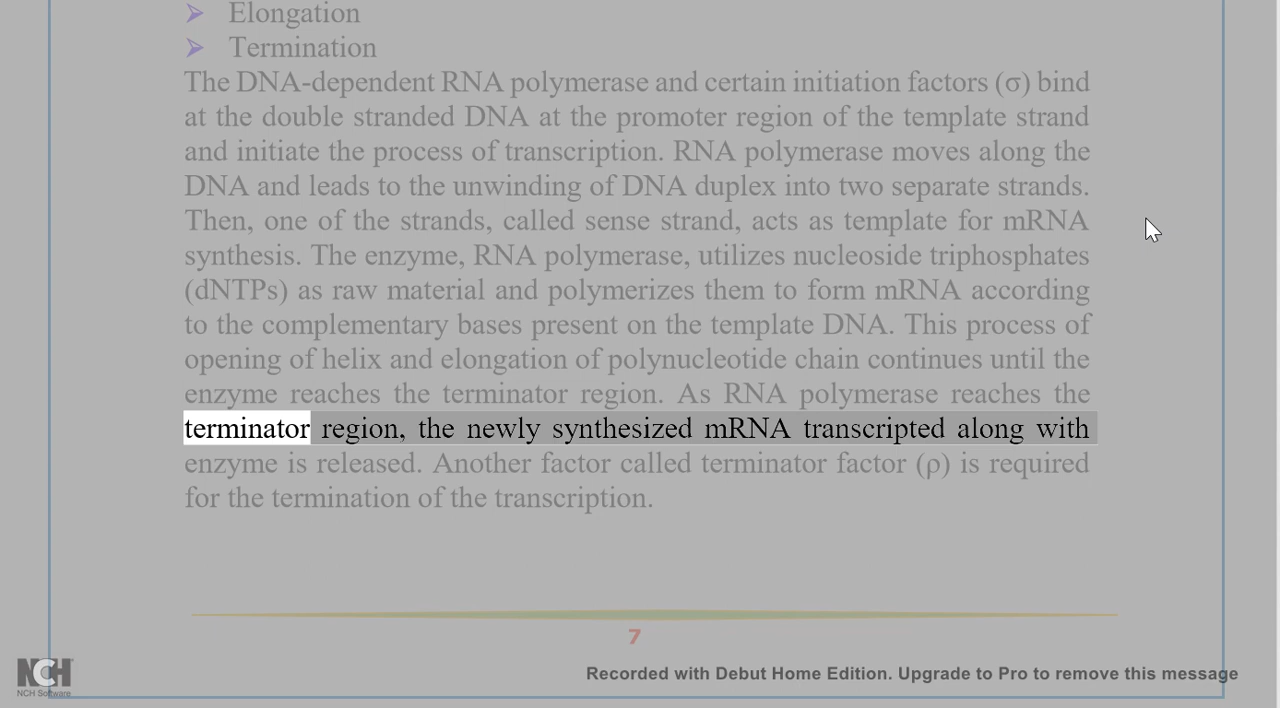 ➢ Elongation
➢ Termination
The DNA-dependent RNA polymerase and certain initiation factors (σ) bind
at the double stranded DNA at the promoter region of the template strand
and initiate the process of transcription. RNA polymerase moves along the
DNA and leads to the unwinding of DNA duplex into two separate strands.
Then, one of the strands, called sense strand, acts as template for mRNA
synthesis. The enzyme, RNA polymerase, utilizes nucleoside triphosphates
(dNTPs) as raw material and polymerizes them to form mRNA according
to the complementary bases present on the template DNA. This process of
opening of helix and elongation of polynucleotide chain continues until the
enzyme reaches the terminator region. As RNA polymerase reaches the
terminator region, the newly synthesized mRNA transcripted along with
enzyme is released. Another factor called terminator factor (ρ) is required
for the termination of the transcription.
7
NCH
NCH Software
Recorded with Debut Home Edition. Upgrade to Pro to remove this message